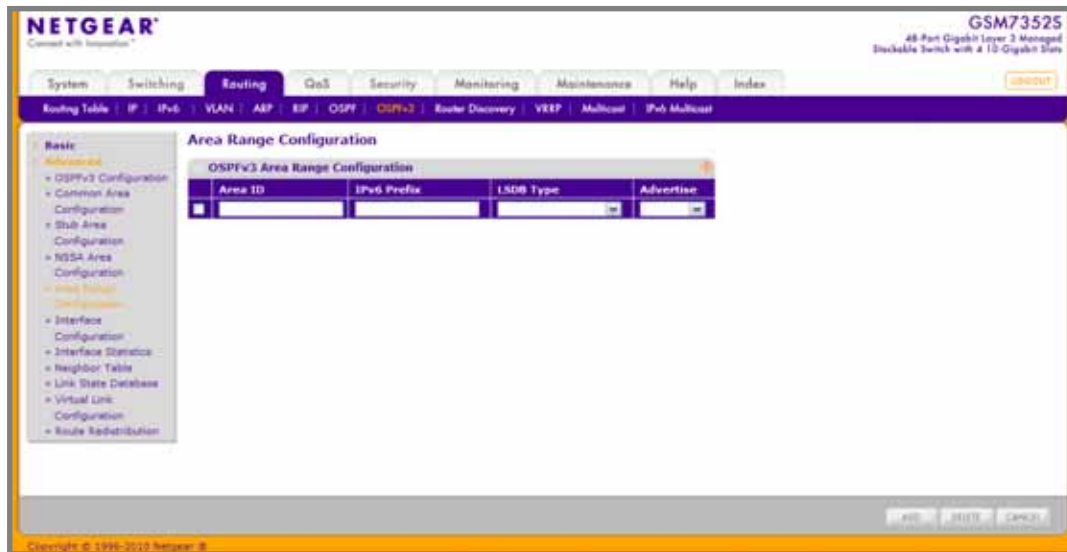 NETGEAR®
Connect with Innovation™
GSM7352S
48-Port Gigabit Layer 3 Managed
Stackable Switch with 4 10-Gigabit Slots
System Switching Routing QoS Security Monitoring Maintenance Help Index
LOGOUT
Routing Table | IP | IPv6 | VLAN | ARP | RIP | OSPF | OSPFv3 | Router Discovery | VRRP | Multicast | IPv6 Multicast
Basic
Advanced
» OSPFv3 Configuration
» Common Area
Configuration
» Stub Area
Configuration
» NSSA Area
Configuration
» Area Range
Configuration
» Interface
Configuration
» Interface Statistics
» Neighbor Table
» Link State Database
» Virtual Link
Configuration
» Route Redistribution
Area Range Configuration
OSPFv3 Area Range Configuration
Area ID IPv6 Prefix LSDB Type Advertise
ADD DELETE CANCEL
Copyright © 1996-2010 Netgear ®